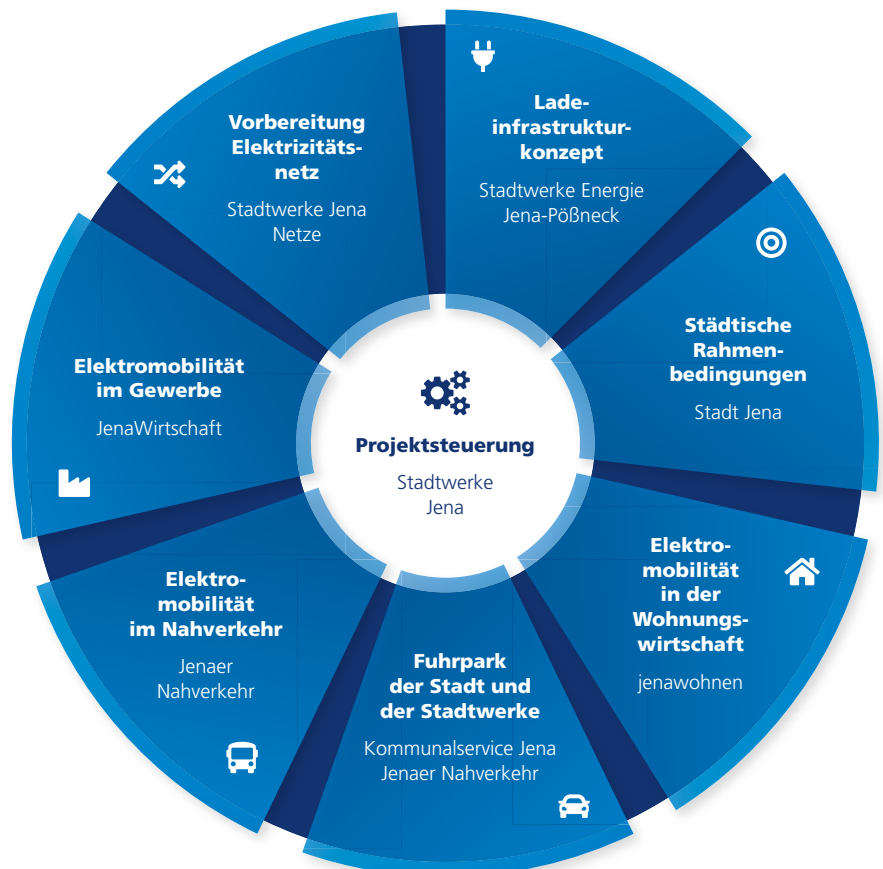 Lade-
infrastruktur-
konzept
Stadtwerke Energie
Jena-Pößneck
Städtische
Rahmen-
bedingungen
Stadt Jena
Elektro-
mobilität
in der
Wohnungs-
wirtschaft
jenawohnen
Fuhrpark
der Stadt und
der Stadtwerke
Kommunalservice Jena
Jenaer Nahverkehr
Elektro-
mobilität
im Nahverkehr
Jenaer
Nahverkehr
Elektromobilität
im Gewerbe
JenaWirtschaft
Vorbereitung
Elektrizitäts-
netz
Stadtwerke Jena
Netze
Projektsteuerung
Stadtwerke
Jena